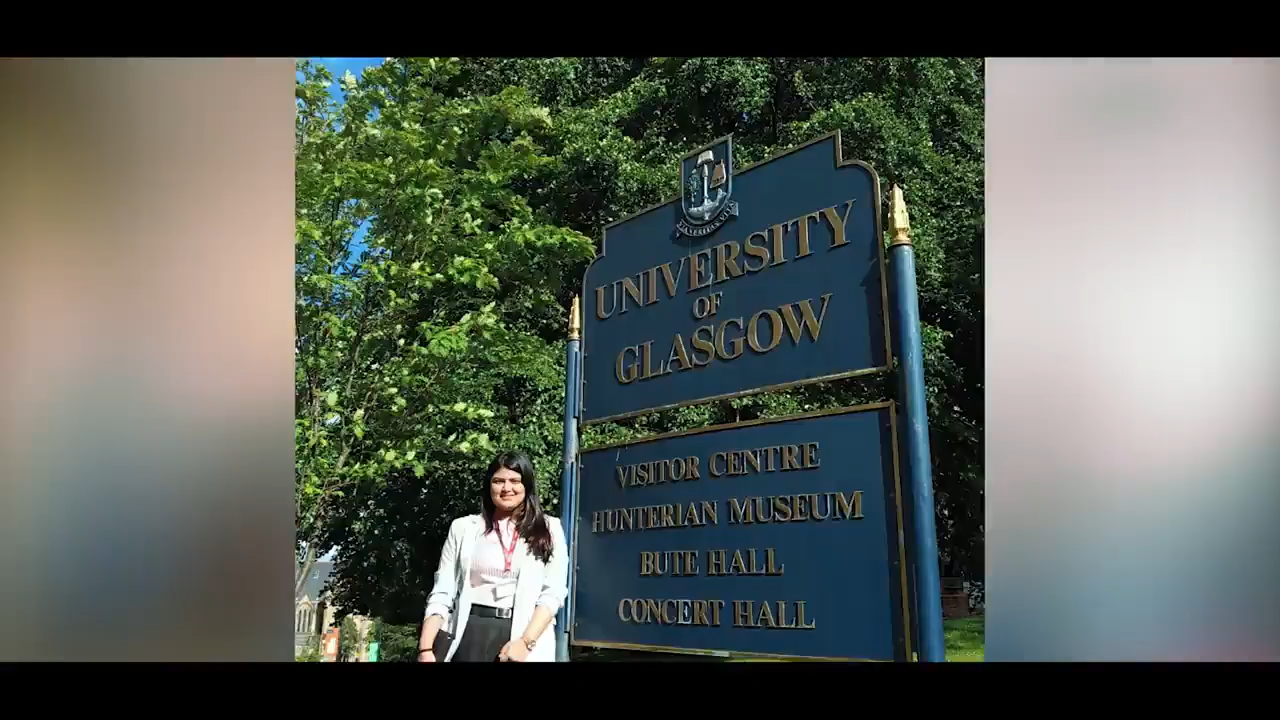 UNIVERSITY
OF
GLASGOW
VISITOR CENTRE
HUNTERIAN MUSEUM
BUTE HALL
CONCERT HALL